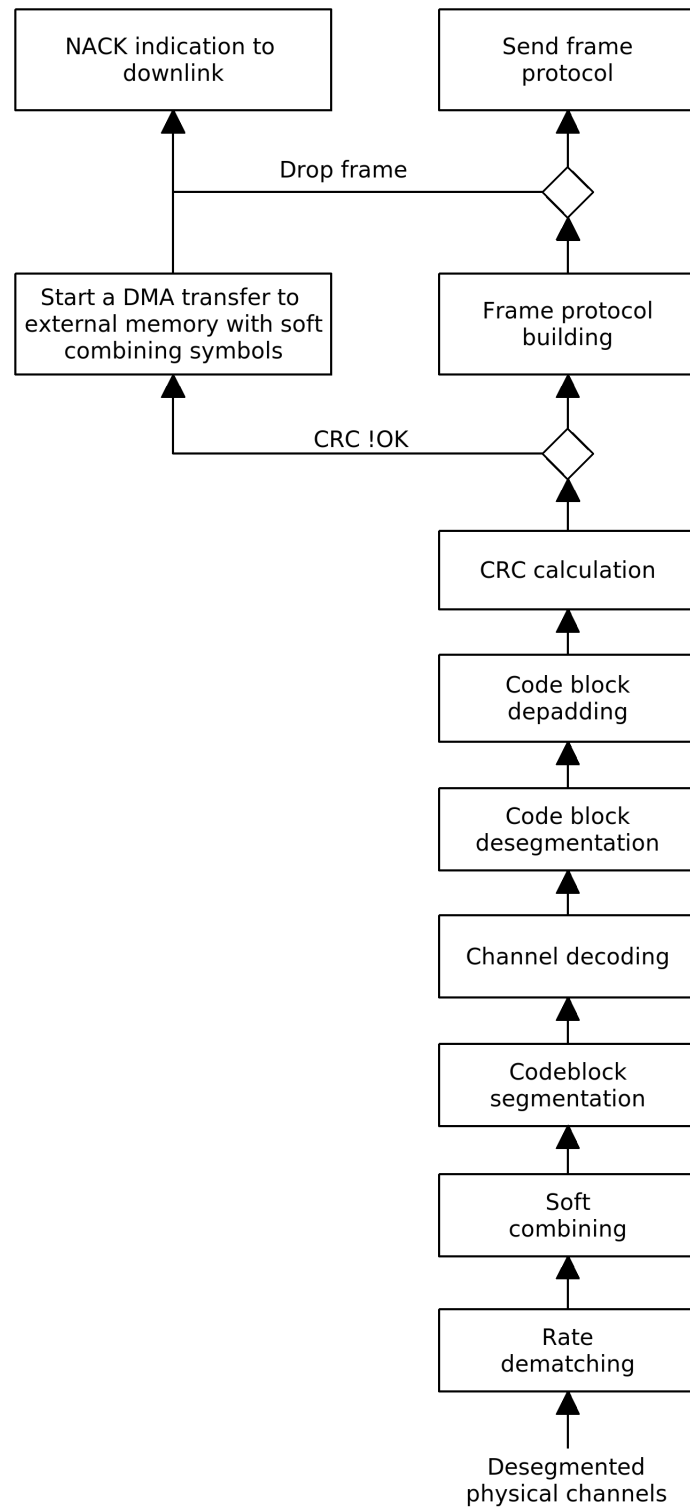 NACK indication to
downlink
Send frame
protocol
Drop frame
Start a DMA transfer to
external memory with soft
combining symbols
Frame protocol
building
CRC !OK
CRC calculation
Code block
depadding
Code block
desegmentation
Channel decoding
Codeblock
segmentation
Soft
combining
Rate
dematching
Desegmented
physical channels